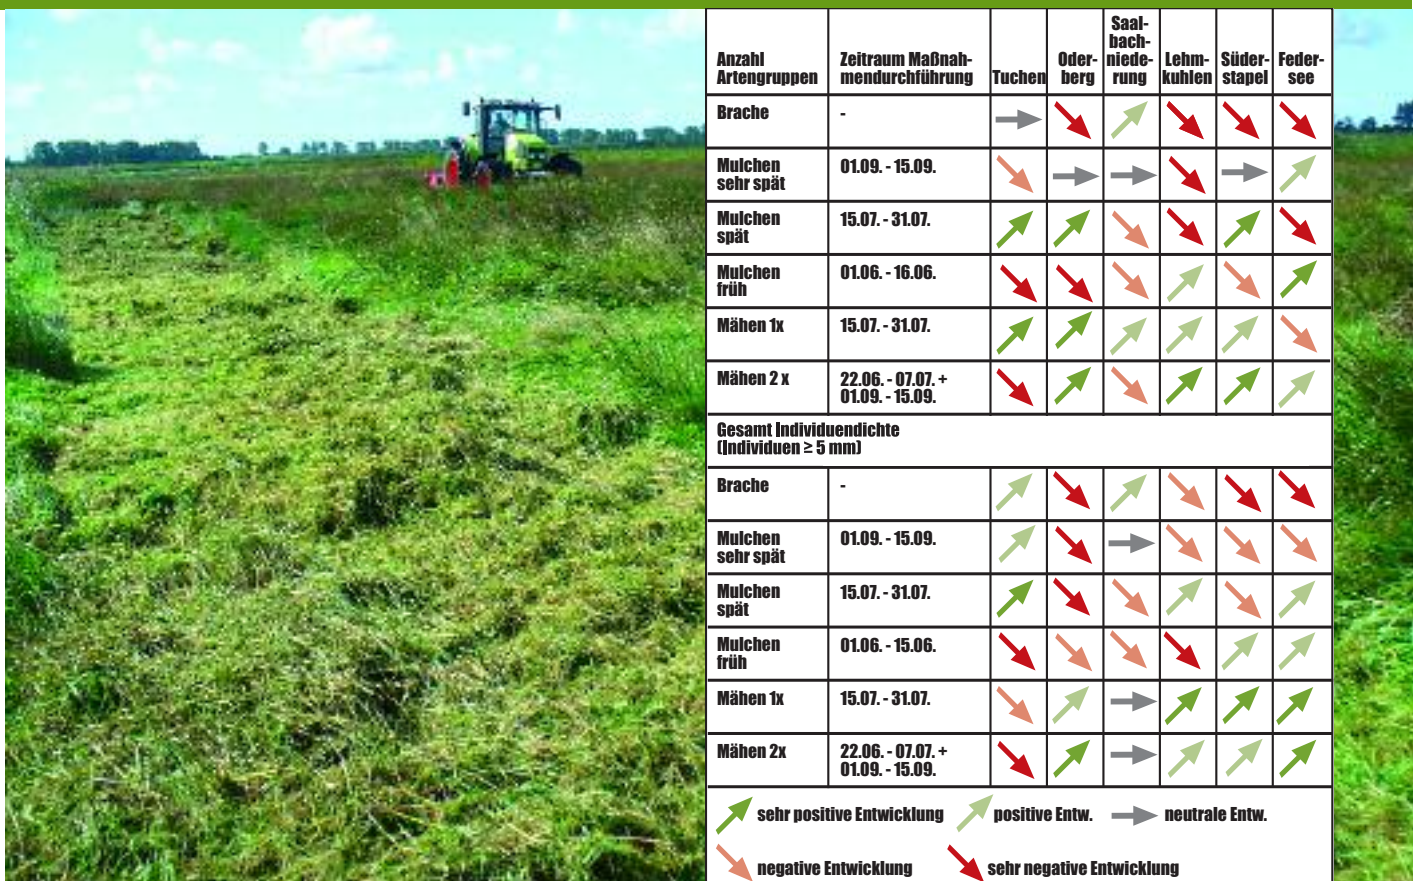 Anzahl Artengruppen Zeitraum Maßnah-mendurchführung Tuchen Oder-berg Saal-bach-niede-rung Lehm-kuhlen Süder-stapel Feder-see
Brache -
Mulchen sehr spät 01.09. - 15.09.
Mulchen spät 15.07. - 31.07.
Mulchen früh 01.06. - 16.06.
Mähen 1x 15.07. - 31.07.
Mähen 2 x 22.06. - 07.07. + 01.09. - 15.09.
Gesamt Individuendichte
(Individuen ≥ 5 mm)
Brache -
Mulchen sehr spät 01.09. - 15.09.
Mulchen spät 15.07. - 31.07.
Mulchen früh 01.06. - 15.06.
Mähen 1x 15.07. - 31.07.
Mähen 2x 22.06. - 07.07. + 01.09. - 15.09.
sehr positive Entwicklung positive Entw. neutrale Entw.
negative Entwicklung sehr negative Entwicklung